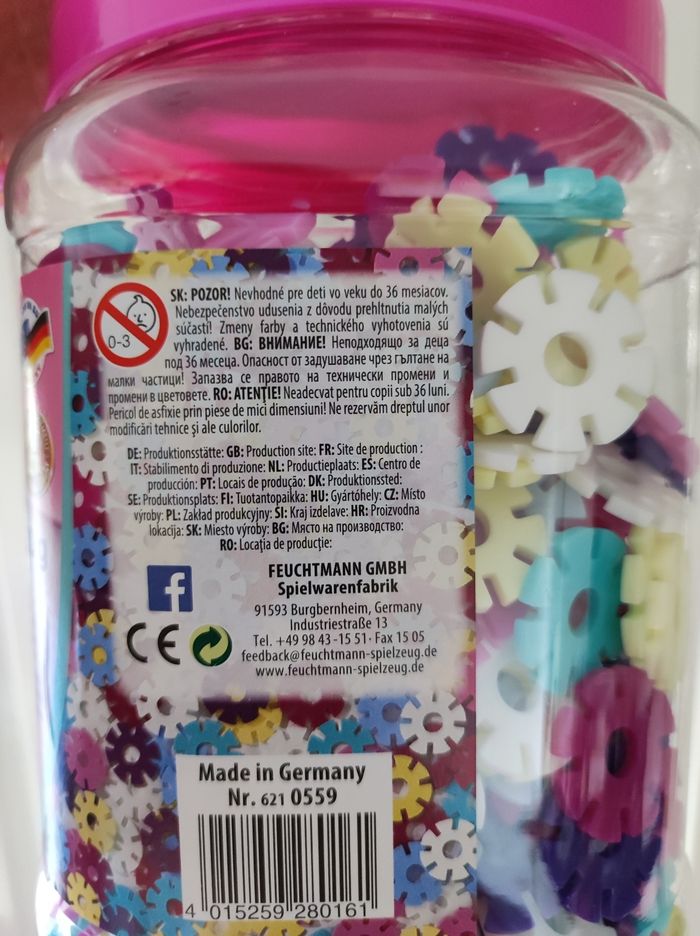 0-3
SK: POZOR! Nevhodné pre deti vo veku do 36 mesiacov.
Nebezpečenstvo udusenia z dôvodu prehltnutia malých
súčastí! Zmeny farby a technického vyhotovenia sú
vyhradené. BG: ВНИМАНИЕ! Неподходящо за деца
под 36 месеца. Опасност от задушаване чрез гълтане на
малки частици! Запазва се правото на технически промени и
промени в цветовете. RO: ATENŢIE! Neadecvat pentru copii sub 36 luni.
Pericol de asfixie prin piese de mici dimensiuni! Ne rezervăm dreptul unor
modificări tehnice şi ale culorilor.
DE: Produktionsstätte: GB: Production site: FR: Site de production :
IT: Stabilimento di produzione: NL: Productieplaats: ES: Centro de
producción: PT: Locais de produção: DK: Produktionssted:
SE: Produktionsplats: FI: Tuotantopaikka: HU: Gyártóhely: CZ: Místo
výroby: PL: Zakład produkcyjny: SI: Kraj izdelave: HR: Proizvodna
lokacija: SK: Miesto výroby: BG: Място на производство:
RO: Locaţia de producţie:
FEUCHTMANN GMBH
Spielwarenfabrik
91593 Burgbernheim, Germany
Industriestraße 13
Tel. +49 98 43 -15 51 · Fax 15 05
feedback@feuchtmann-spielzeug.de
www.feuchtmann-spielzeug.de
f
CE
Made in Germany
Nr. 621 0559
4 015259 280161